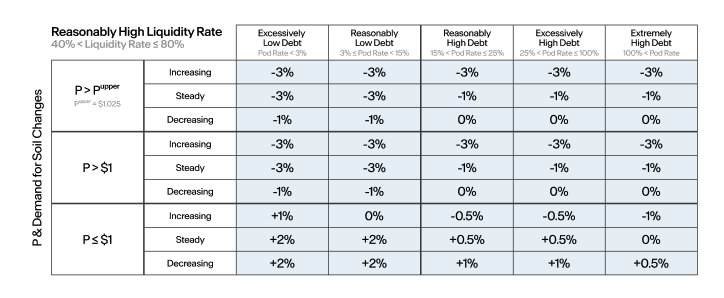 Reasonably High Liquidity Rate
40% < Liquidity Rate ≤ 80%
Excessively Low Debt
Pod Rate < 3%
Reasonably Low Debt
3% ≤ Pod Rate < 15%
Reasonably High Debt
15% < Pod Rate ≤ 25%
Excessively High Debt
25% < Pod Rate ≤ 100%
Extremely High Debt
100% < Pod Rate
P & Demand for Soil Changes
P > Pupper
Pupper = $1.025
Increasing -3% -3% -3% -3% -3%
Steady -3% -3% -1% -1% -1%
Decreasing -1% -1% 0% 0% 0%
P > $1
Increasing -3% -3% -3% -3% -3%
Steady -3% -3% -1% -1% -1%
Decreasing -1% -1% 0% 0% 0%
P ≤ $1
Increasing +1% 0% -0.5% -0.5% -1%
Steady +2% +2% +0.5% +0.5% 0%
Decreasing +2% +2% +1% +1% +0.5%